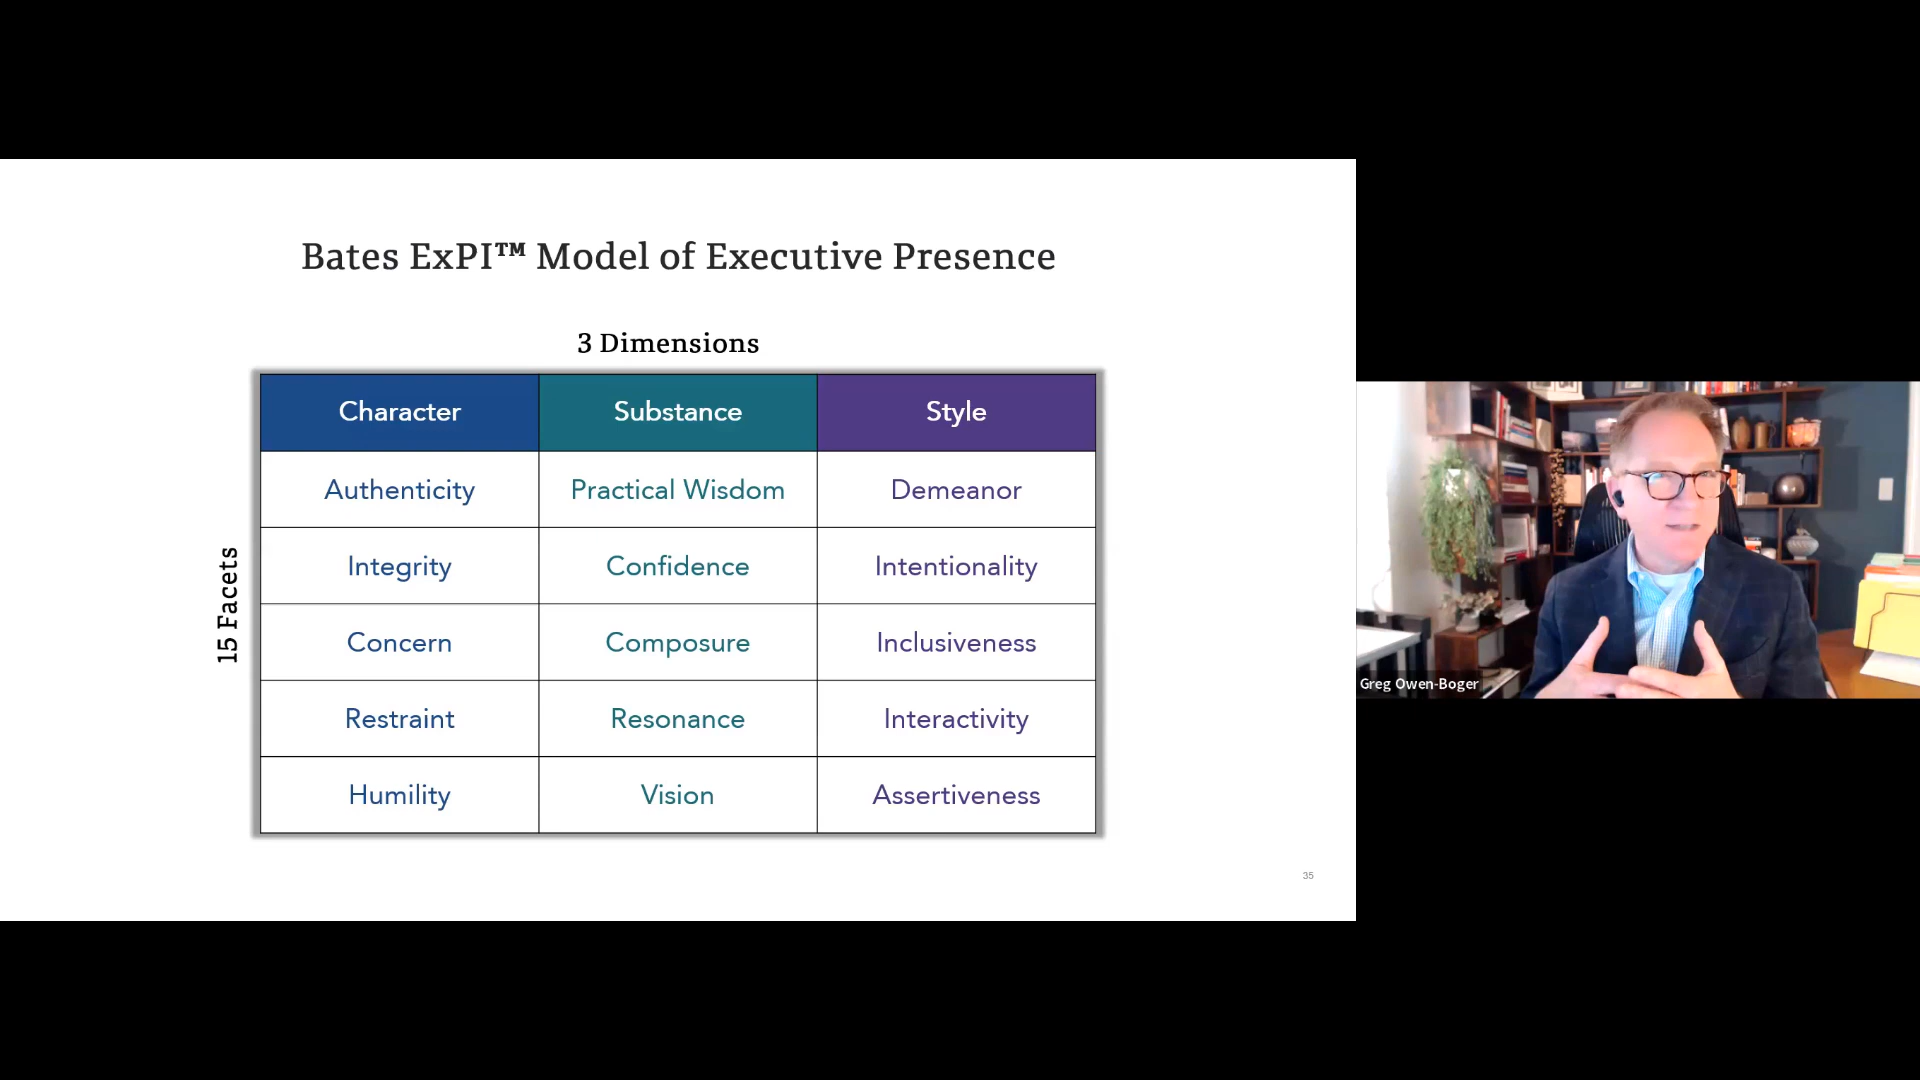 Bates ExPI™ Model of Executive Presence
3 Dimensions
15 Facets
Character Substance Style
Authenticity Practical Wisdom Demeanor
Integrity Confidence Intentionality
Concern Composure Inclusiveness
Restraint Resonance Interactivity
Humility Vision Assertiveness
35
Greg Owen-Boger